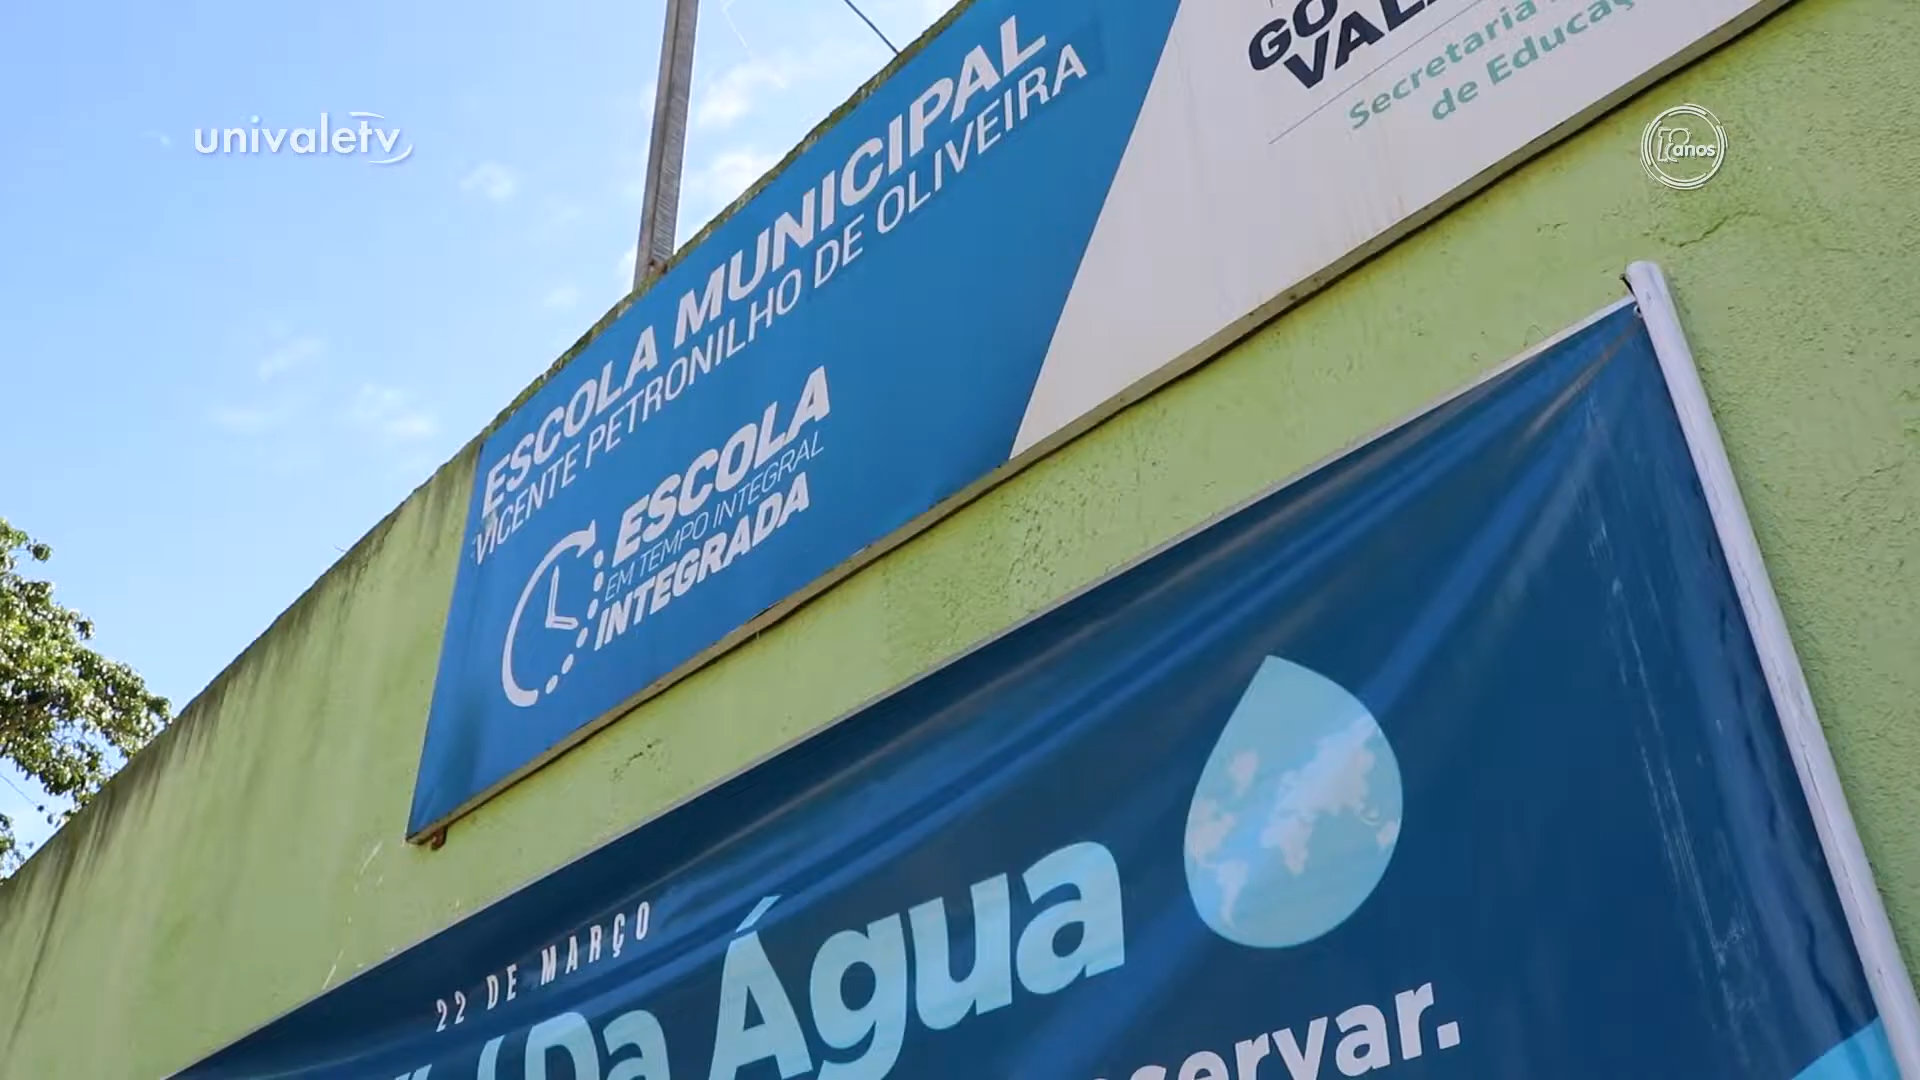 univaletv
anos
ESCOLA MUNICIPAL
VICENTE PETRONILHO DE OLIVEIRA
ESCOLA
EM TEMPO INTEGRAL
INTEGRADA
Secretaria
de Educaç
22 DE MARÇO
Da Água
servar.